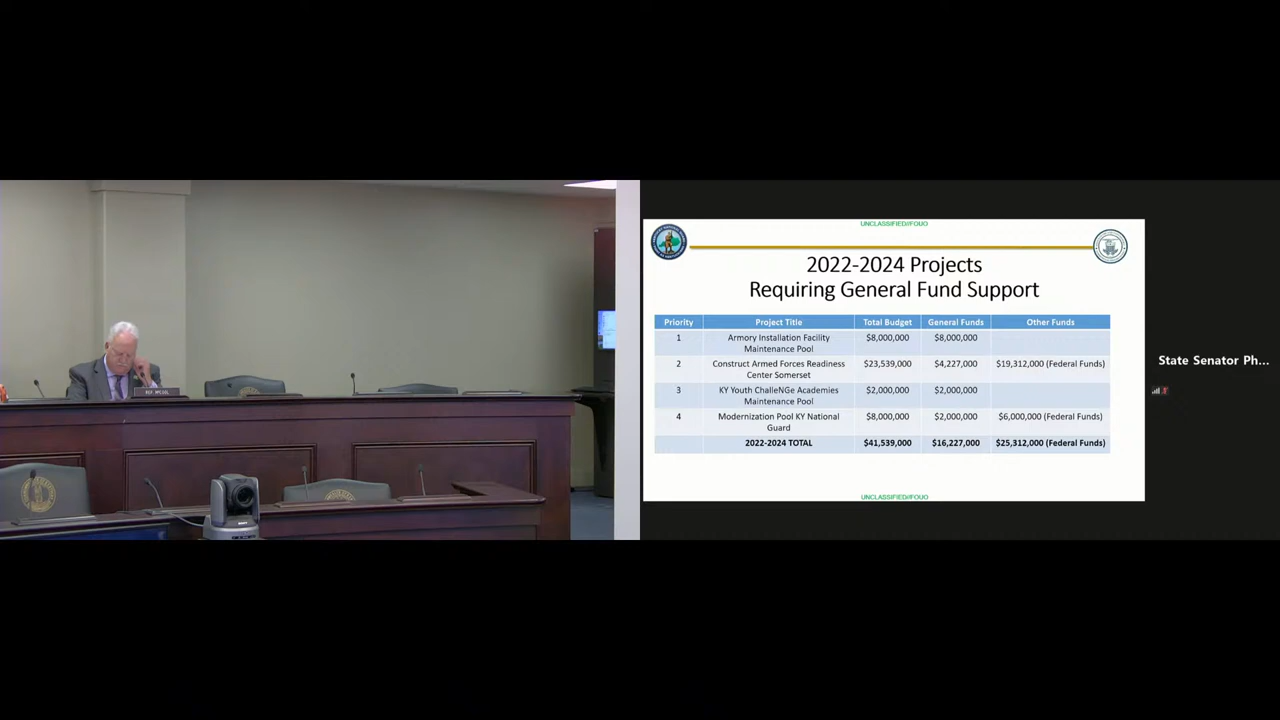 UNCLASSIFIED//FOUO
2022-2024 Projects
Requiring General Fund Support
Priority Project Title Total Budget General Funds Other Funds
1 Armory Installation Facility Maintenance Pool $8,000,000 $8,000,000
2 Construct Armed Forces Readiness Center Somerset $23,539,000 $4,227,000 $19,312,000 (Federal Funds)
3 KY Youth ChalleNGe Academies Maintenance Pool $2,000,000 $2,000,000
4 Modernization Pool KY National Guard $8,000,000 $2,000,000 $6,000,000 (Federal Funds)
2022-2024 TOTAL $41,539,000 $16,227,000 $25,312,000 (Federal Funds)
UNCLASSIFIED//FOUO
State Senator Ph...